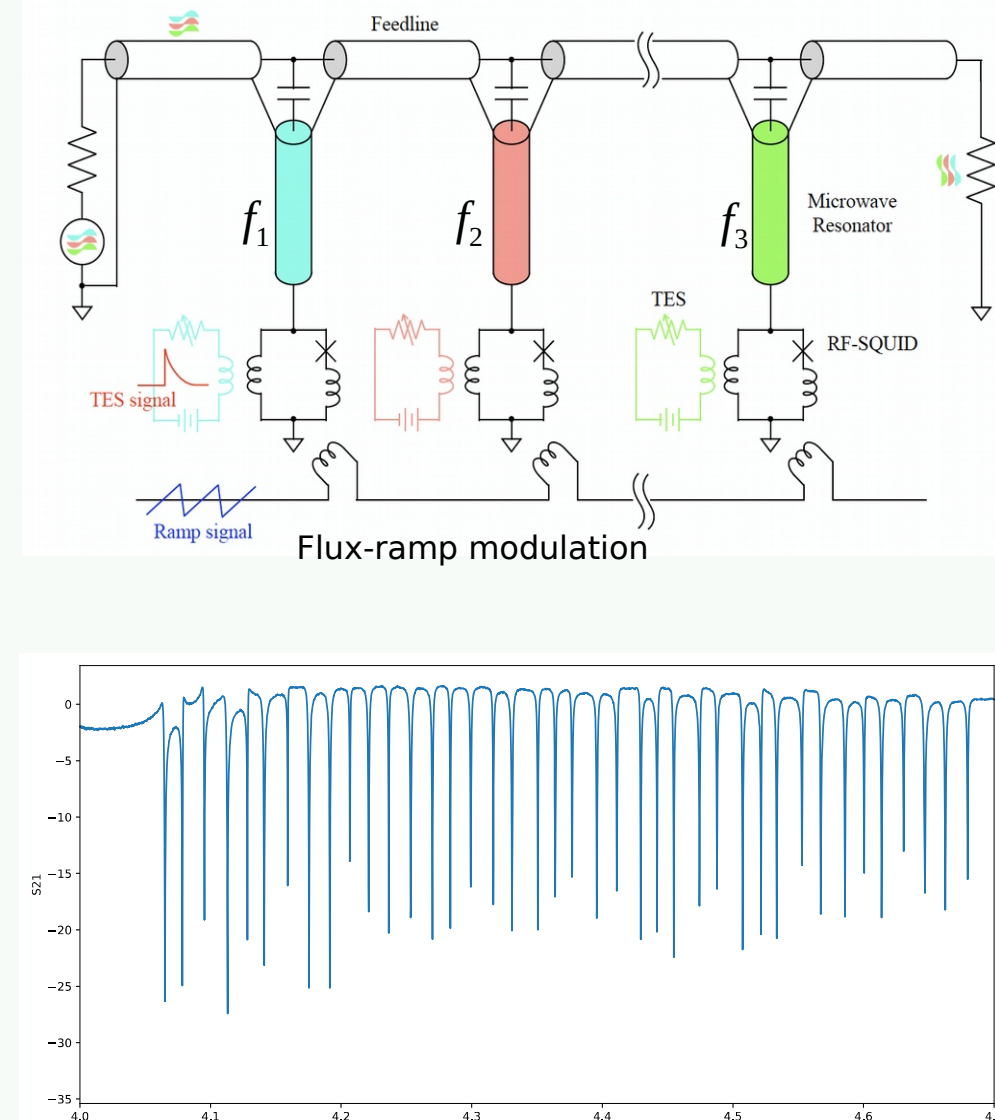 Feedline
f1
f2
f3
Microwave
Resonator
TES
RF-SQUID
TES signal
Ramp signal
Flux-ramp modulation
0
−5
−10
−15
−20
−25
−30
−35
S21
4.0
4.1
4.2
4.3
4.4
4.5
4.6